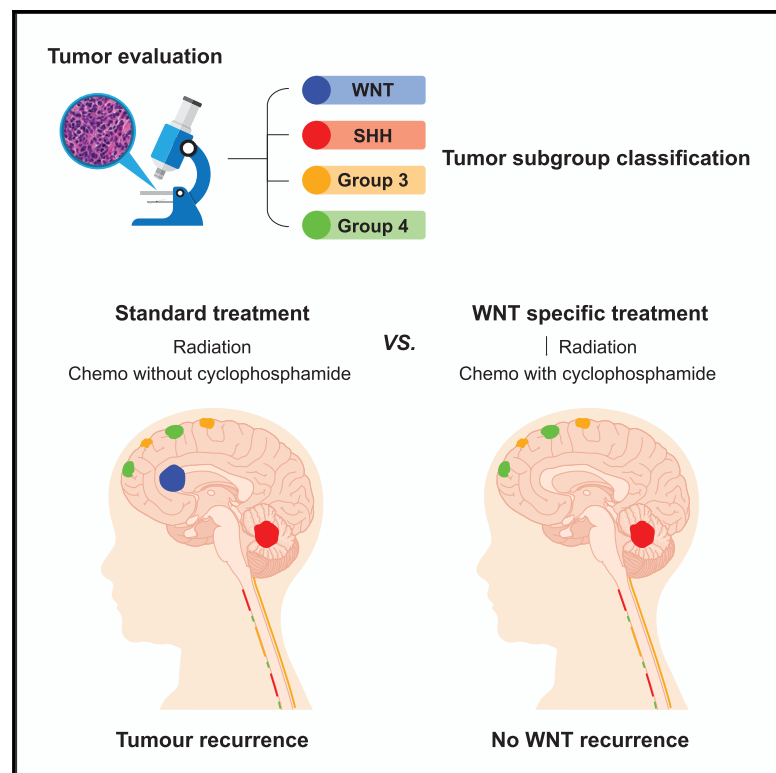 Tumor evaluation
WNT
SHH
Group 3
Group 4
Tumor subgroup classification
Standard treatment
Radiation
Chemo without cyclophosphamide
VS.
WNT specific treatment
| Radiation
Chemo with cyclophosphamide
Tumour recurrence
No WNT recurrence